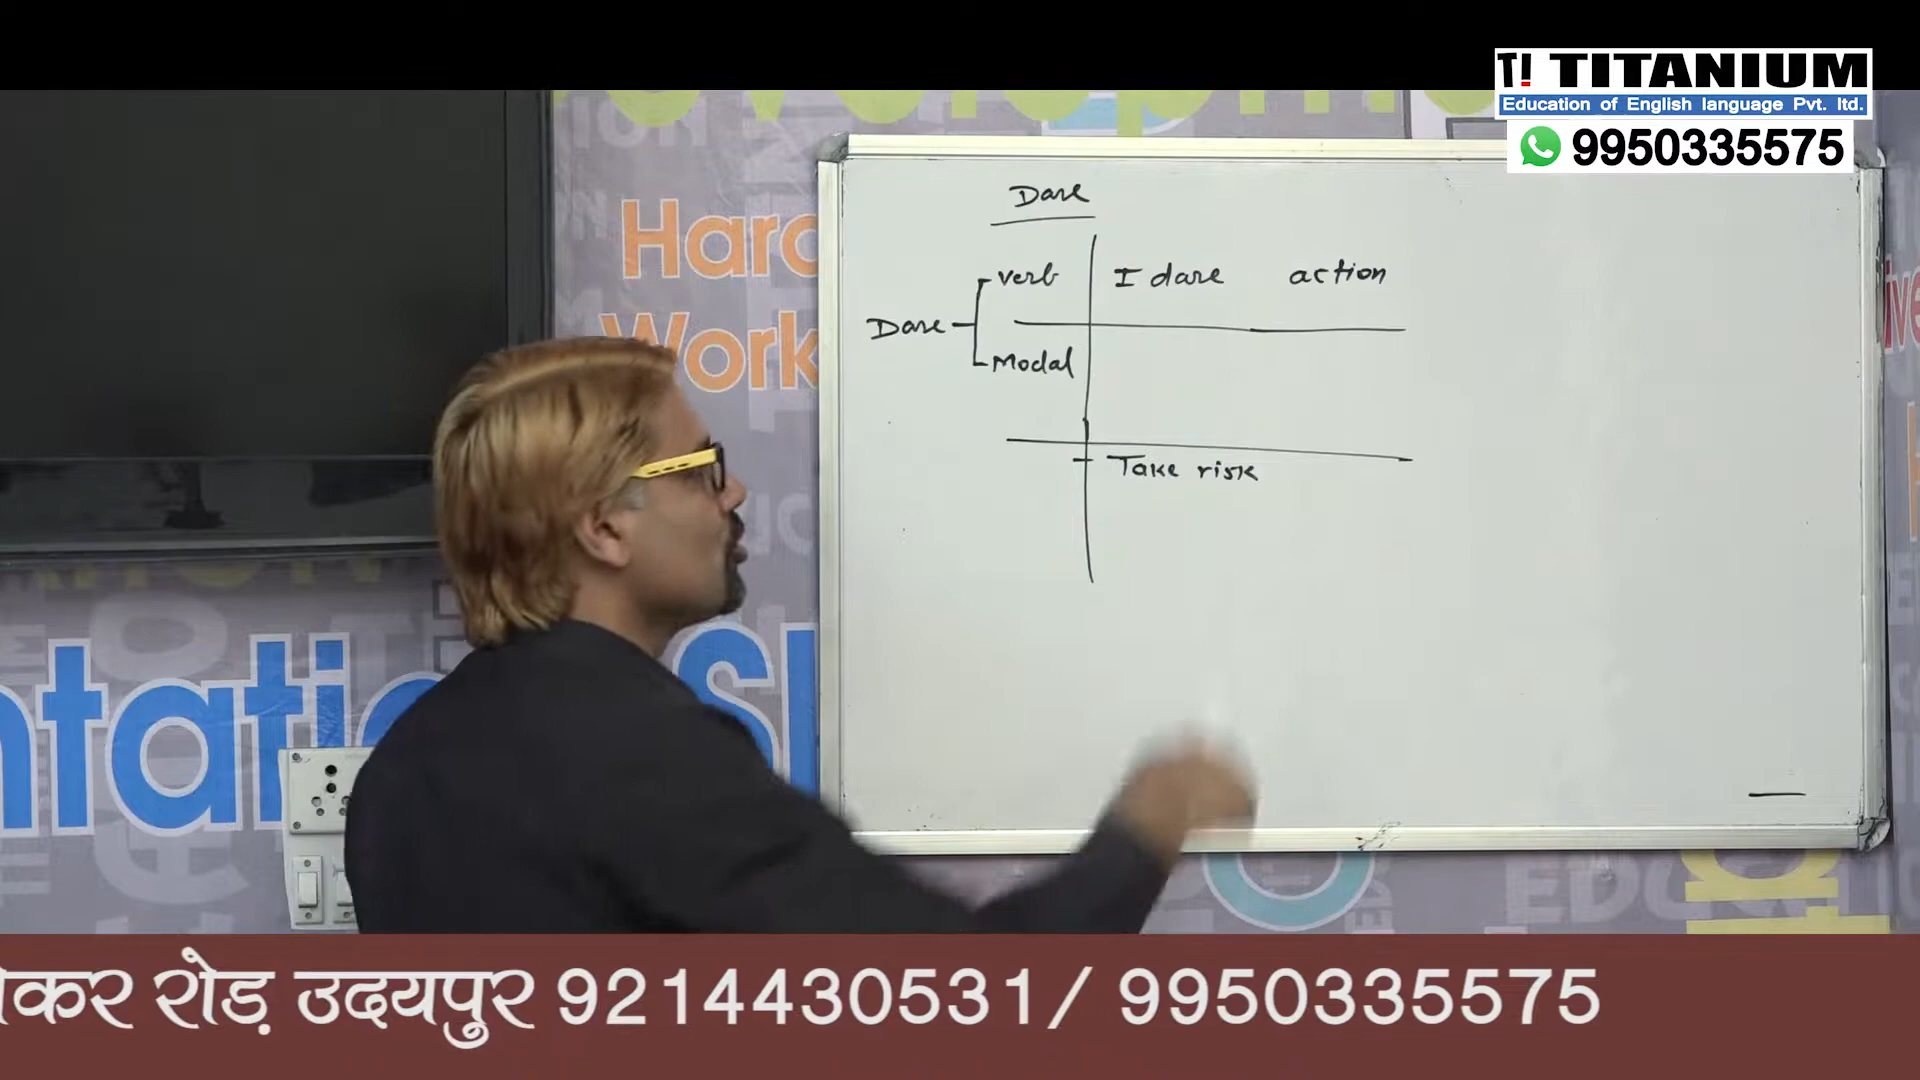 T! TITANIUM
Education of English language Pvt. ltd.
9950335575
Dare
verb
I dare action
Dare
Modal
Take risk
Hard
Work
रोड़ उदयपुर 9214430531/ 9950335575